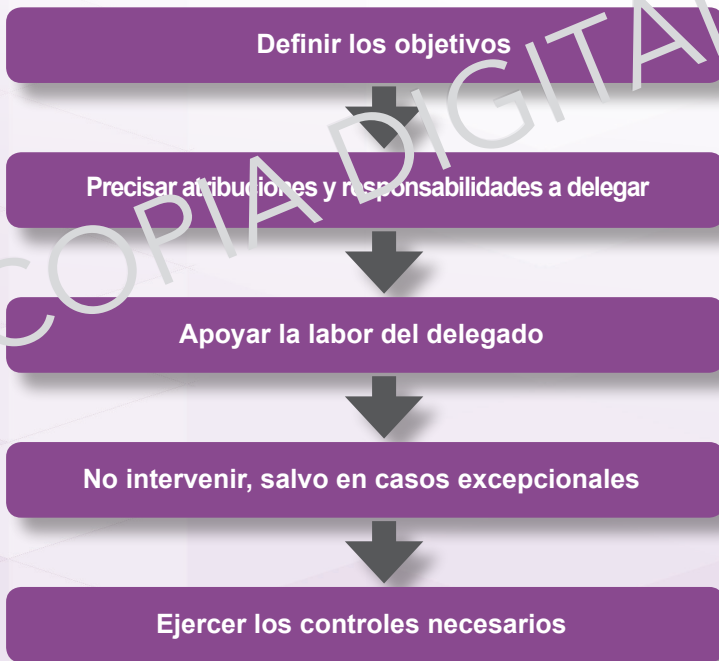 Definir los objetivos
Precisar atribuciones y responsabilidades a delegar
Apoyar la labor del delegado
No intervenir, salvo en casos excepcionales
Ejercer los controles necesarios
COPIA DIGITAL